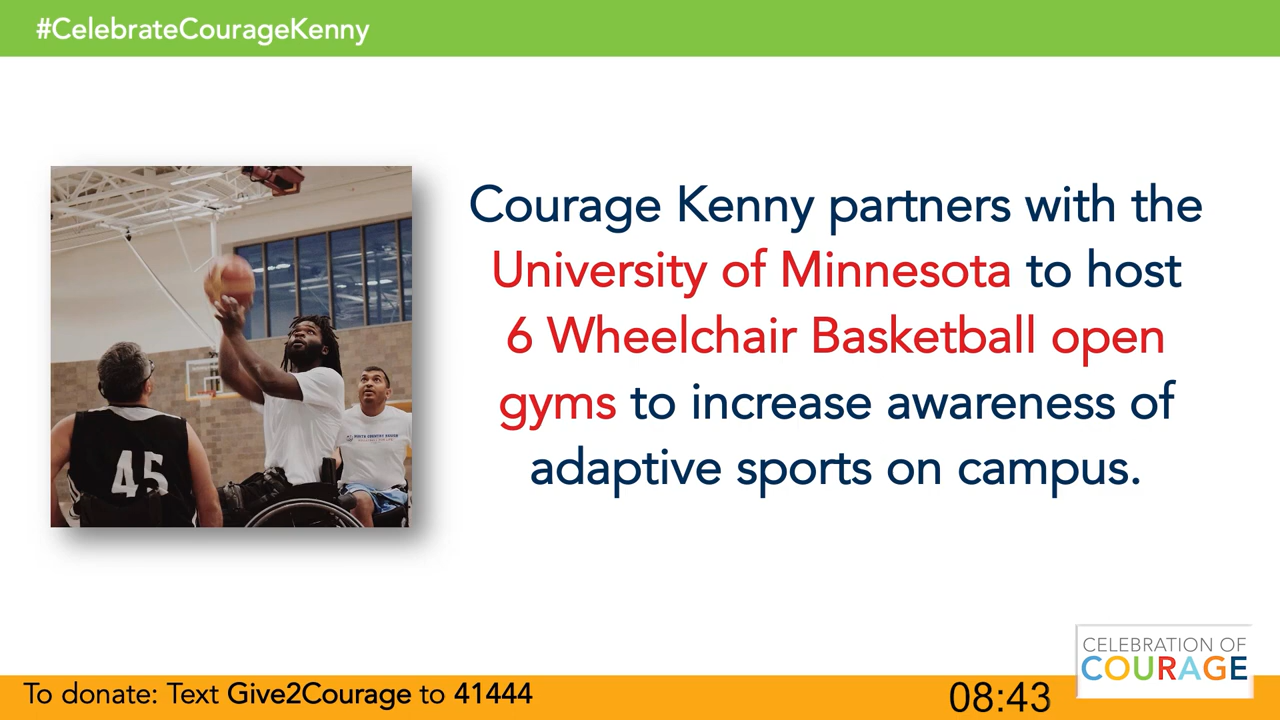 #CelebrateCourageKenny
Courage Kenny partners with the
University of Minnesota to host
6 Wheelchair Basketball open
gyms to increase awareness of
adaptive sports on campus.
45
To donate: Text Give2Courage to 41444
08:43
CELEBRATION OF
COURAGE